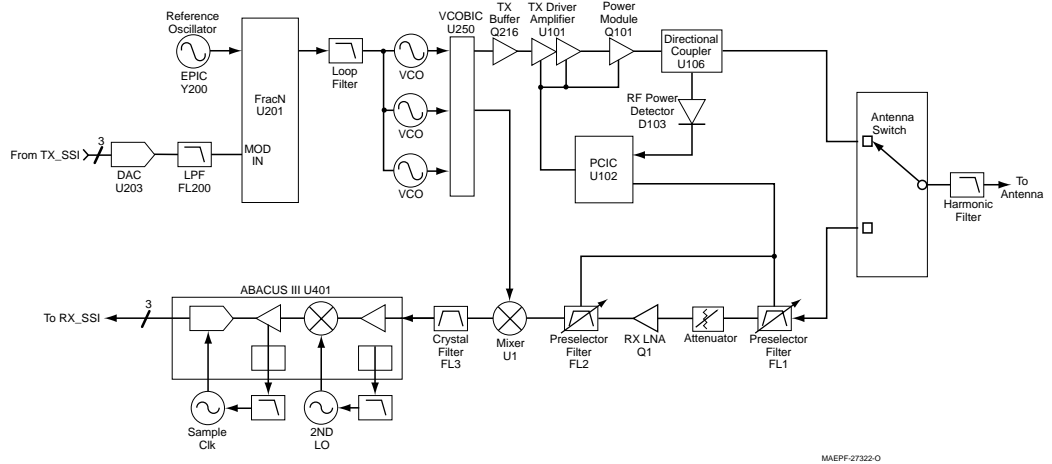 Reference
Oscillator
EPIC
Y200
FracN
U201
MOD
IN
From TX_SSI
3
DAC
U203
LPF
FL200
Loop
Filter
VCO
VCO
VCO
VCOBIC
U250
TX
Buffer
Q216
TX Driver
Amplifier
U101
Power
Module
Q101
Directional
Coupler
U106
RF Power
Detector
D103
PCIC
U102
Antenna
Switch
Harmonic
Filter
To
Antenna
ABACUS III U401
To RX_SSI
3
Sample
Clk
2ND
LO
Crystal
Filter
FL3
Mixer
U1
Preselector
Filter
FL2
RX LNA
Q1
Attenuator
Preselector
Filter
FL1
MAEPF-27322-O